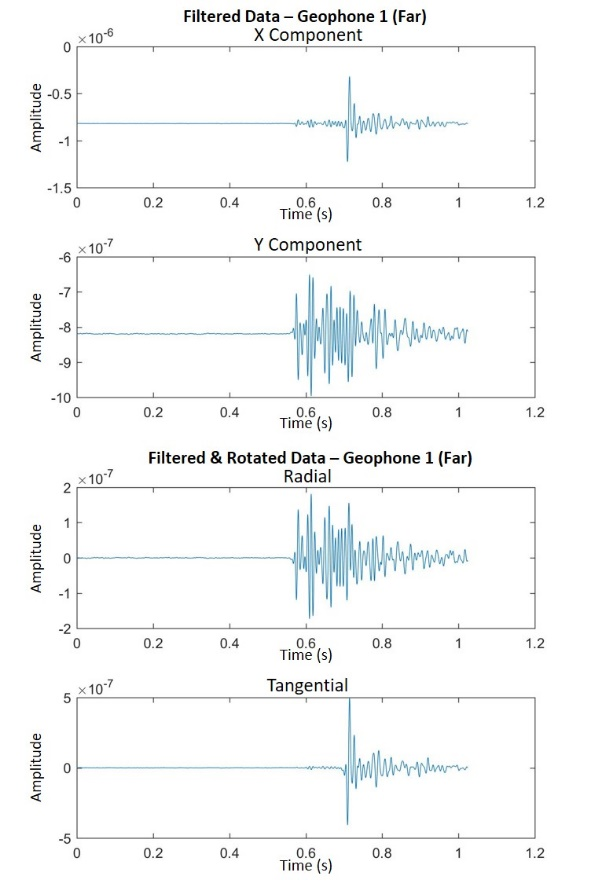 Filtered Data – Geophone 1 (Far)
X Component
×10⁻⁶
0
-0.5
-1
-1.5
Amplitude
0 0.2 0.4 0.6 0.8 1 1.2
Time (s)
Y Component
×10⁻⁷
-6
-7
-8
-9
-10
Amplitude
0 0.2 0.4 0.6 0.8 1 1.2
Time (s)
Filtered & Rotated Data – Geophone 1 (Far)
Radial
×10⁻⁷
2
1
0
-1
-2
Amplitude
0 0.2 0.4 0.6 0.8 1 1.2
Time (s)
Tangential
×10⁻⁷
5
0
-5
Amplitude
0 0.2 0.4 0.6 0.8 1 1.2
Time (s)